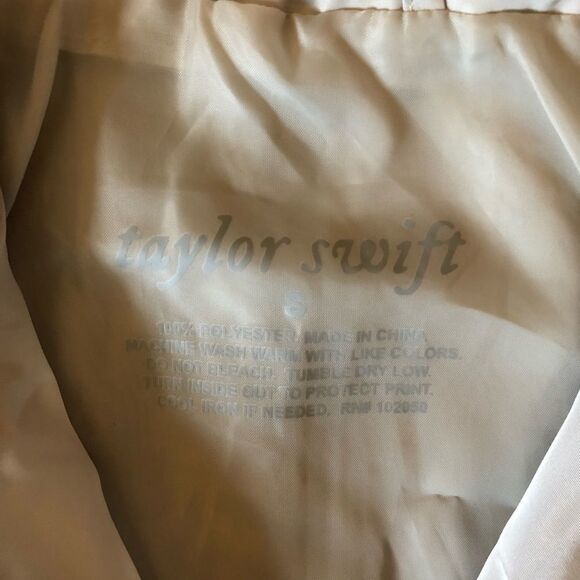 taylor swift
S
100% POLYESTER. MADE IN CHINA.
MACHINE WASH WARM WITH LIKE COLORS.
DO NOT BLEACH. TUMBLE DRY LOW.
TURN INSIDE OUT TO PROTECT PRINT.
COOL IRON IF NEEDED. RN# 102050